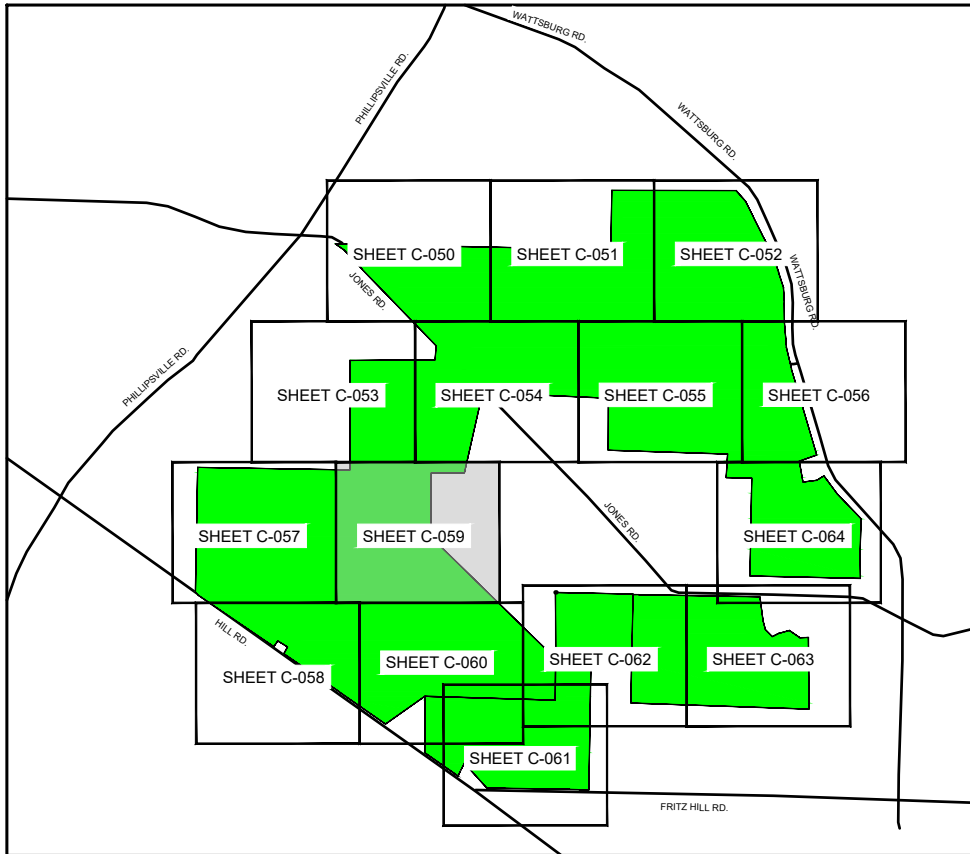 WATTSBURG RD.
PHILLIPSVILLE RD.
WATTSBURG RD.
SHEET C-050
SHEET C-051
SHEET C-052
JONES RD.
WATTSBURG RD.
PHILLIPSVILLE RD.
SHEET C-053
SHEET C-054
SHEET C-055
SHEET C-056
SHEET C-057
SHEET C-059
JONES RD.
SHEET C-064
HILL RD.
SHEET C-058
SHEET C-060
SHEET C-062
SHEET C-063
SHEET C-061
FRITZ HILL RD.